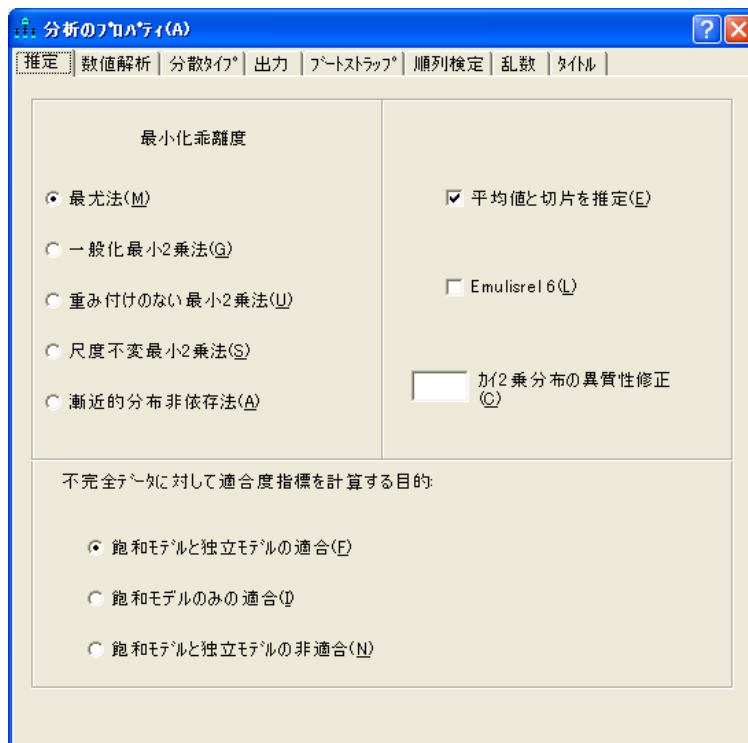 分析のﾌﾟﾛﾊﾟﾃｨ(A)
推定 数値解析 分散ﾀｲﾌﾟ 出力 ﾌﾞｰﾄｽﾄﾗｯﾌﾟ 順列検定 乱数 ﾀｲﾄﾙ
最小化乖離度
最尤法(M)
一般化最小2乗法(G)
重み付けのない最小2乗法(U)
尺度不変最小2乗法(S)
漸近的分布非依存法(A)
平均値と切片を推定(E)
Emulisrel 6(L)
ｶｲ2乗分布の異質性修正
(C)
不完全ﾃﾞｰﾀに対して適合度指標を計算する目的:
飽和ﾓﾃﾞﾙと独立ﾓﾃﾞﾙの適合(F)
飽和モデルのみの適合(I)
飽和ﾓﾃﾞﾙと独立モデルの非適合(N)